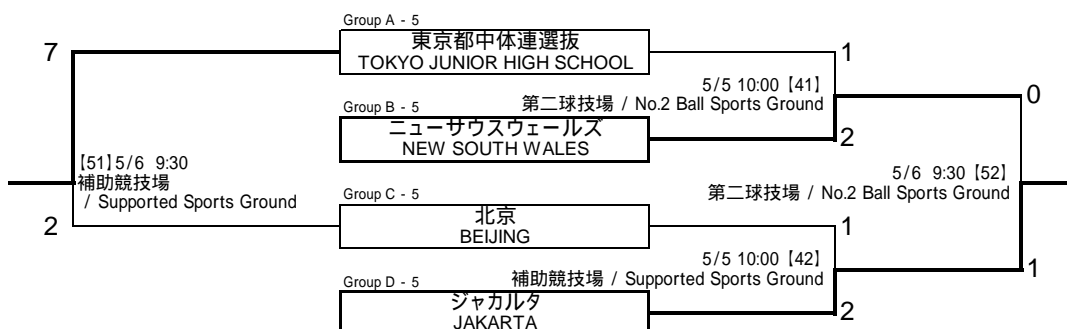 Group A - 5
東京都中体連選抜
TOKYO JUNIOR HIGH SCHOOL
7
1
5/5 10:00【41】
第二球技場 / No.2 Ball Sports Ground
0
Group B - 5
ニューサウスウェールズ
NEW SOUTH WALES
2
【51】5/6 9:30
補助競技場
/ Supported Sports Ground
5/6 9:30【52】
第二球技場 / No.2 Ball Sports Ground
Group C - 5
北京
BEIJING
2
1
5/5 10:00【42】
補助競技場 / Supported Sports Ground
1
Group D - 5
ジャカルタ
JAKARTA
2